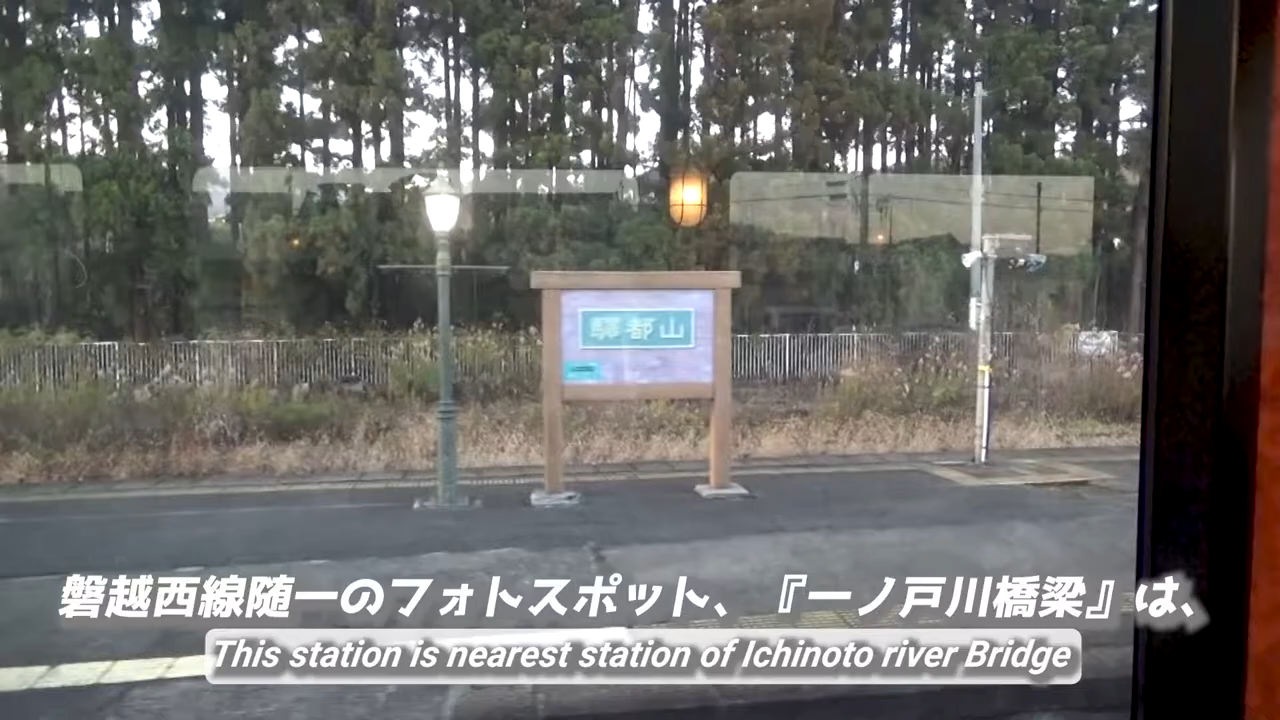 驛都山
磐越西線随一のフォトスポット、『一ノ戸川橋梁』は、
This station is nearest station of Ichinoto river Bridge